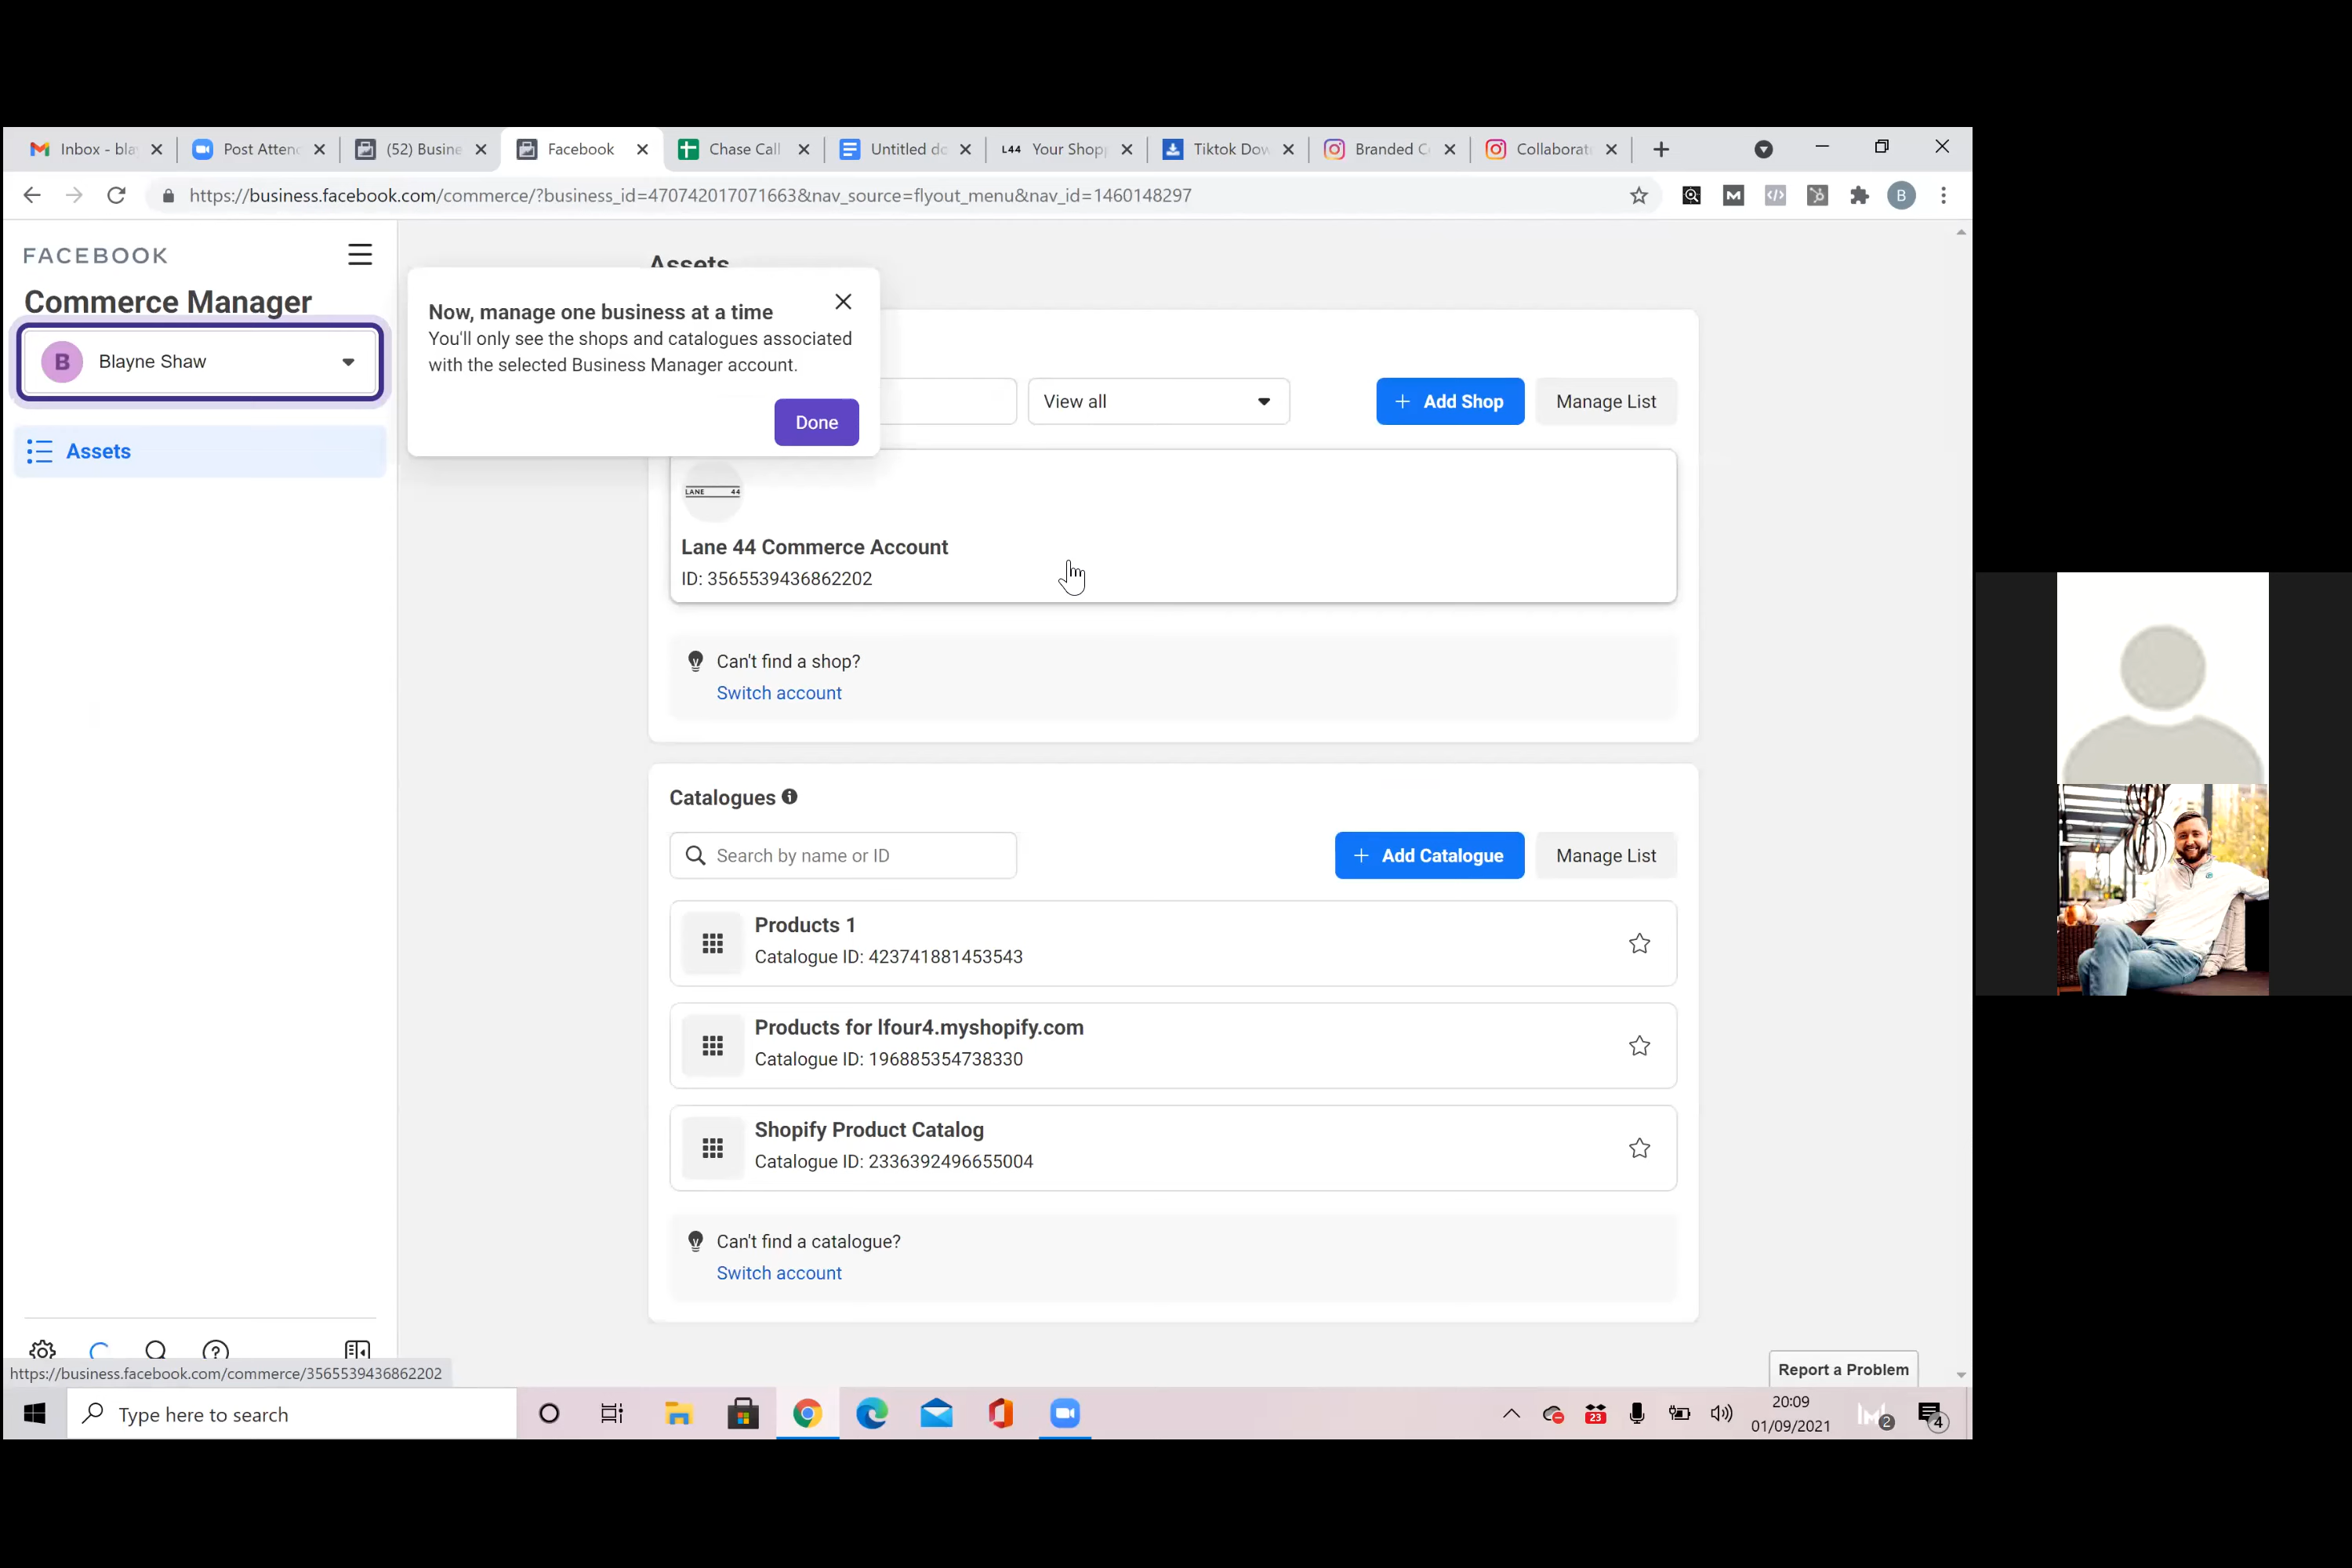 Inbox - bla
Post Atten
(52) Busine
Facebook
Chase Call
Untitled do
L44 Your Shop
Tiktok Dow
Branded C
Collaborat
https://business.facebook.com/commerce/?business_id=470742017071663&nav_source=flyout_menu&nav_id=1460148297
B
FACEBOOK
Commerce Manager
B Blayne Shaw
Assets
Assets
Now, manage one business at a time
You'll only see the shops and catalogues associated
with the selected Business Manager account.
Done
View all
+ Add Shop
Manage List
LANE 44
Lane 44 Commerce Account
ID: 3565539436862202
Can't find a shop?
Switch account
Catalogues
Search by name or ID
+ Add Catalogue
Manage List
Products 1
Catalogue ID: 423741881453543
Products for lfour4.myshopify.com
Catalogue ID: 196885354738330
Shopify Product Catalog
Catalogue ID: 2336392496655004
Can't find a catalogue?
Switch account
Report a Problem
https://business.facebook.com/commerce/3565539436862202
Type here to search
23
20:09
01/09/2021
2
4